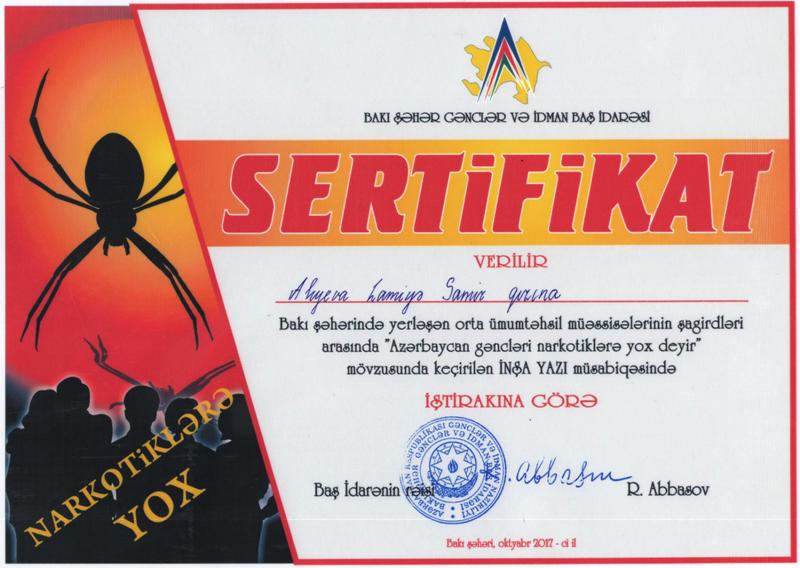 BAKI ŞƏHƏR GƏNCLƏR VƏ İDMAN BAŞ İDARƏSİ
SERTİFİKAT
VERİLİR
Alıyeva Lamiyə Samir qızına
Bakı şəhərində yerləşən orta ümumtəhsil müəssisələrinin şagirdləri
arasında "Azərbaycan gəncləri narkotiklərə yox deyir"
mövzusunda keçirilən İNŞA YAZI müsabiqəsində
İŞTİRAKINA GÖRƏ
Baş İdarənin rəisi
R. Abbasov
Bakı şəhəri, oktyabr 2017 - ci il
NARKOTİKLƏRƏ
YOX